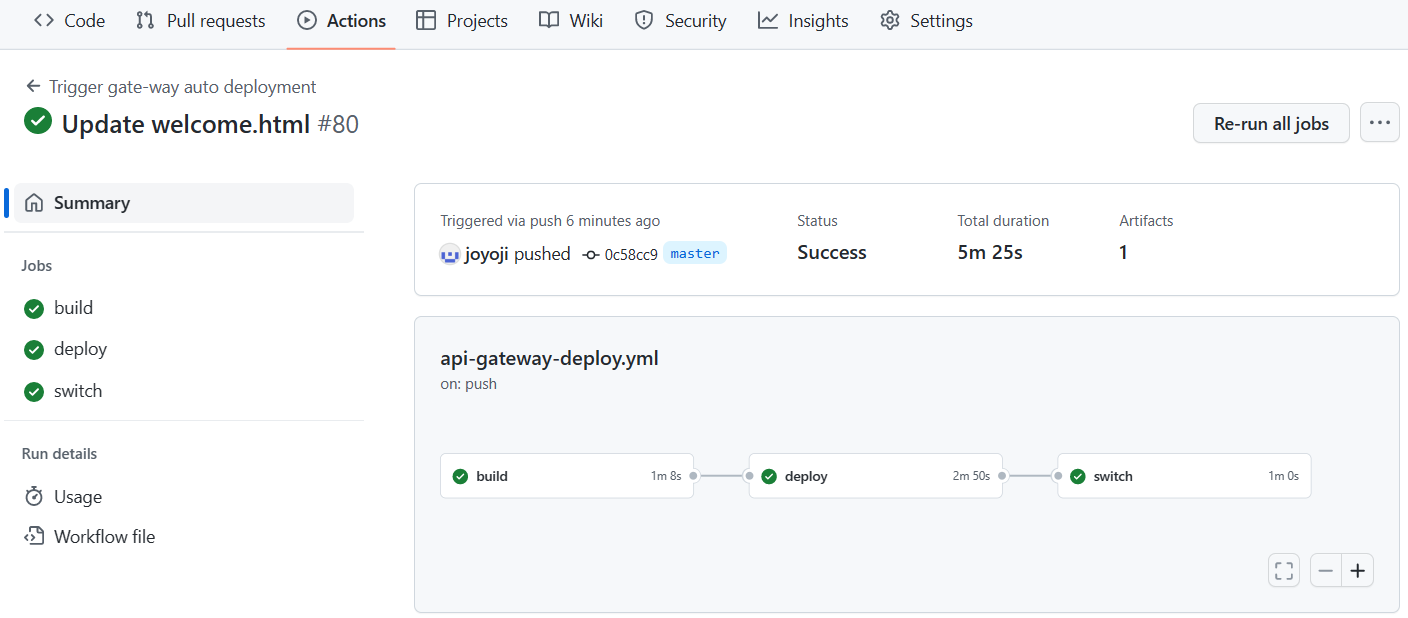 Code Pull requests Actions Projects Wiki Security Insights Settings
Trigger gate-way auto deployment
Update welcome.html #80
Re-run all jobs
Summary
Triggered via push 6 minutes ago
joyoji pushed 0c58cc9 master
Status
Success
Total duration
5m 25s
Artifacts
1
Jobs
build
deploy
switch
Run details
Usage
Workflow file
api-gateway-deploy.yml
on: push
build 1m 8s
deploy 2m 50s
switch 1m 0s